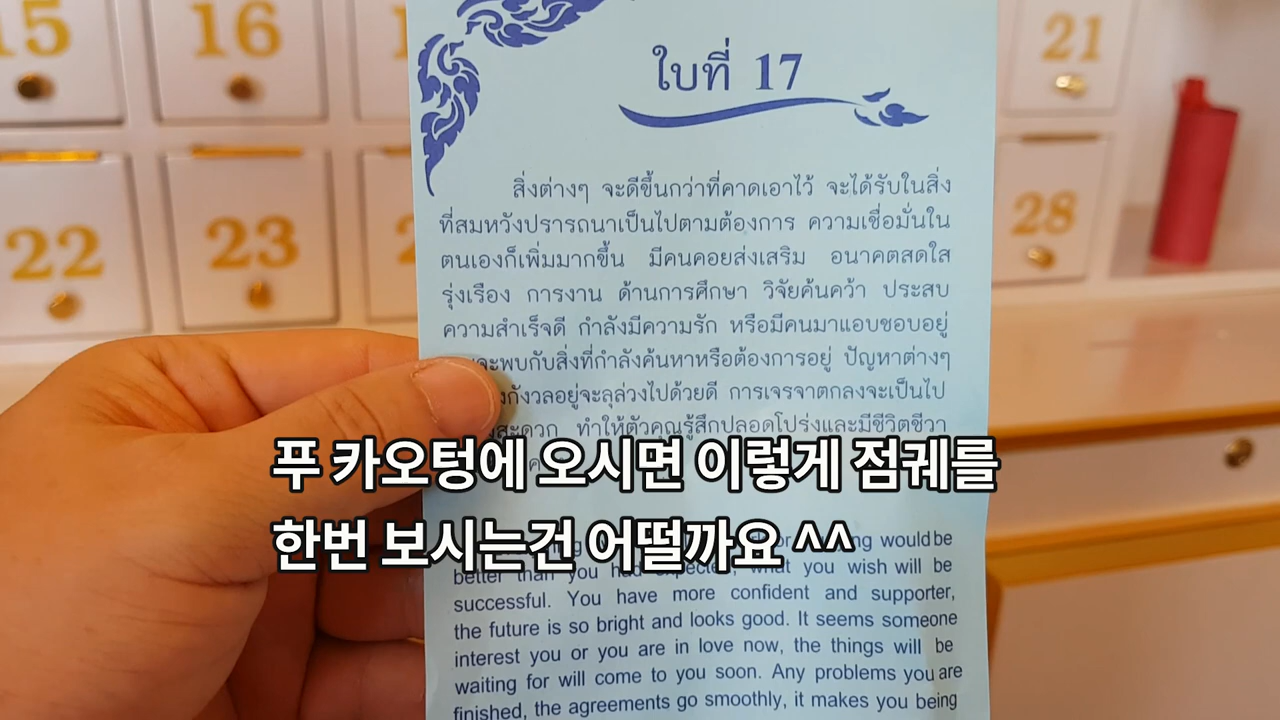 15
16
21
22
23
28
ใบที่ 17
สิ่งต่างๆ จะดีขึ้นกว่าที่คาดเอาไว้ จะได้รับในสิ่ง
ที่สมหวังปรารถนาเป็นไปตามต้องการ ความเชื่อมั่นใน
ตนเองก็เพิ่มมากขึ้น มีคนคอยส่งเสริม อนาคตสดใส
รุ่งเรือง การงาน ด้านการศึกษา วิจัยค้นคว้า ประสบ
ความสำเร็จดี กำลังมีความรัก หรือมีคนมาแอบชอบอยู่
จะพบกับสิ่งที่กำลังค้นหาหรือต้องการอยู่ ปัญหาต่างๆ
กังวลอยู่จะลุล่วงไปด้วยดี การเจรจาตกลงจะเป็นไป
สะดวก ทำให้ตัวคุณรู้สึกปลอดโปร่งและมีชีวิตชีวา
푸 카오텅에 오시면 이렇게 점궤를
한번 보시는건 어떨까요 ^^
would be
better than you had expected, what you wish will be
successful. You have more confident and supporter,
the future is so bright and looks good. It seems someone
interest you or you are in love now, the things will be
waiting for will come to you soon. Any problems you are
finished, the agreements go smoothly, it makes you being